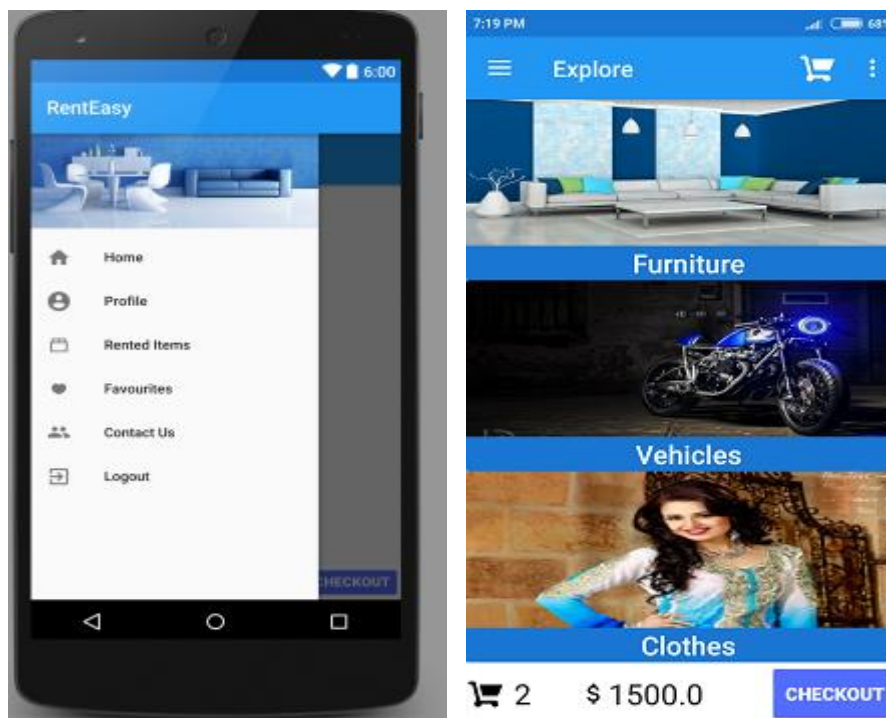 6:00
RentEasy
Home
Profile
Rented Items
Favourites
Contact Us
Logout
CHECKOUT
7:19 PM
68%
Explore
Furniture
Vehicles
Clothes
2
$ 1500.0
CHECKOUT